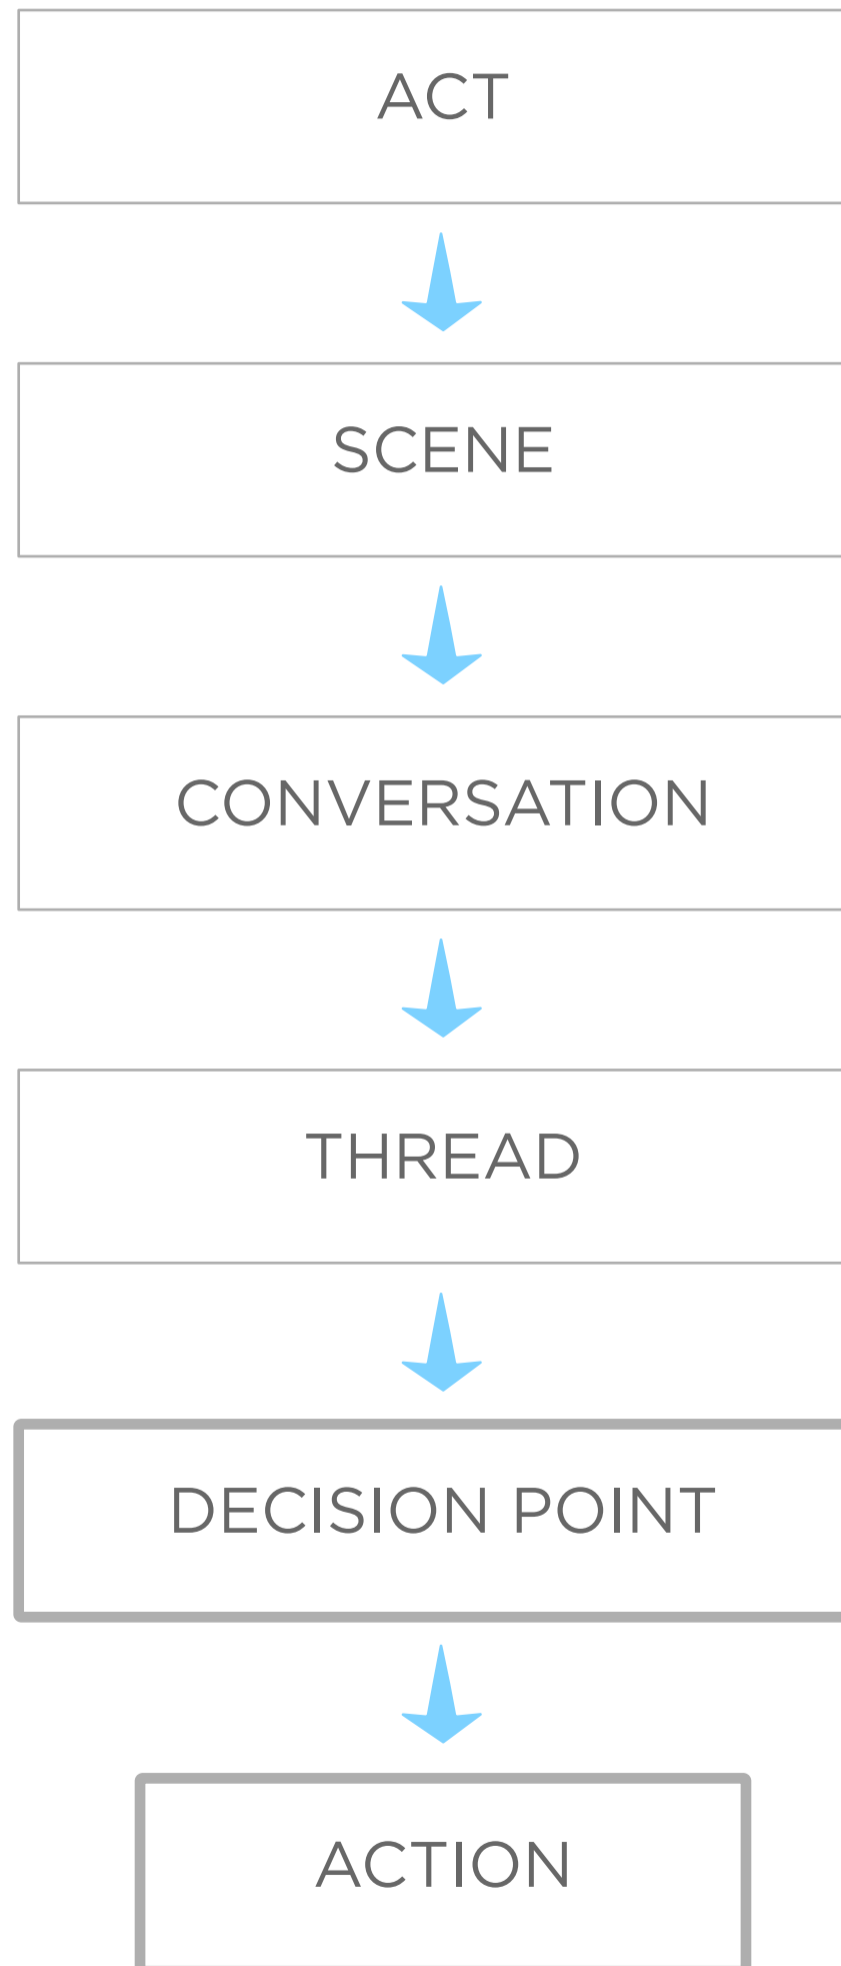 ACT
SCENE
CONVERSATION
THREAD
DECISION POINT
ACTION